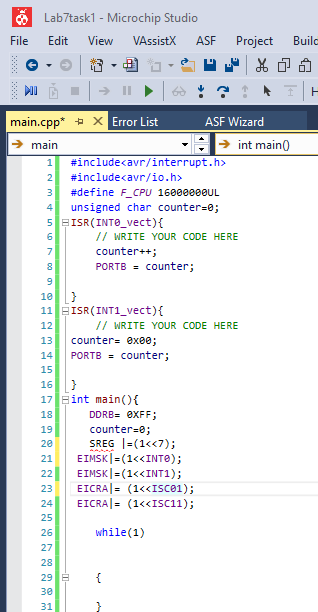 Lab7task1 - Microchip Studio
File Edit View VAssistX ASF Project Build
main.cpp* Error List ASF Wizard
main int main()
1 #include<avr/interrupt.h>
2 #include<avr/io.h>
3 #define F_CPU 16000000UL
4 unsigned char counter=0;
5 ISR(INT0_vect){
6 // WRITE YOUR CODE HERE
7 counter++;
8 PORTB = counter;
9
10 }
11 ISR(INT1_vect){
12 // WRITE YOUR CODE HERE
13 counter= 0x00;
14 PORTB = counter;
15
16 }
17 int main(){
18 DDRB= 0XFF;
19 counter=0;
20 SREG |=(1<<7);
21 EIMSK|=(1<<INT0);
22 EIMSK|=(1<<INT1);
23 EICRA|= (1<<ISC01);
24 EICRA|= (1<<ISC11);
25
26 while(1)
27
28
29 {
30
31 }